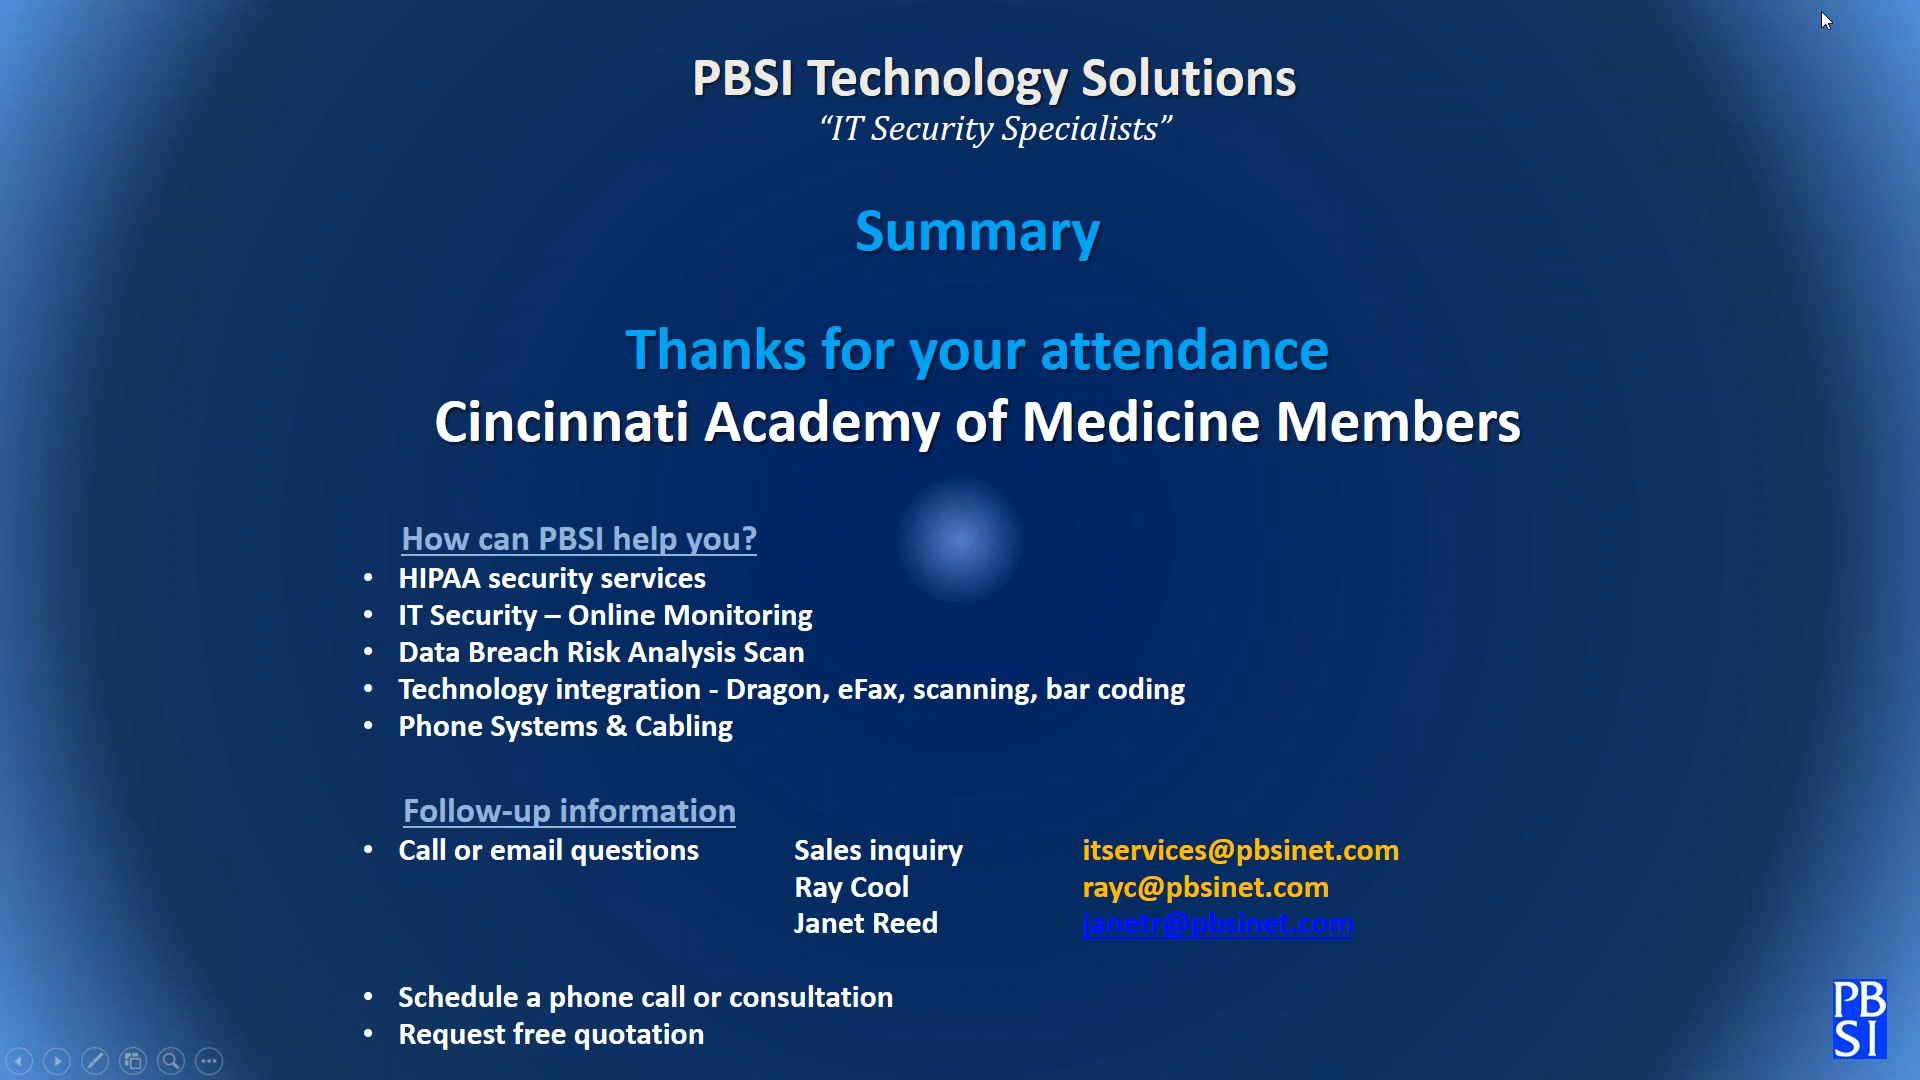 PBSI Technology Solutions
“IT Security Specialists”
Summary
Thanks for your attendance
Cincinnati Academy of Medicine Members
How can PBSI help you?
• HIPAA security services
• IT Security – Online Monitoring
• Data Breach Risk Analysis Scan
• Technology integration - Dragon, eFax, scanning, bar coding
• Phone Systems & Cabling
Follow-up information
• Call or email questions Sales inquiry itservices@pbsinet.com
Ray Cool rayc@pbsinet.com
Janet Reed janetr@pbsinet.com
• Schedule a phone call or consultation
• Request free quotation
PB
SI